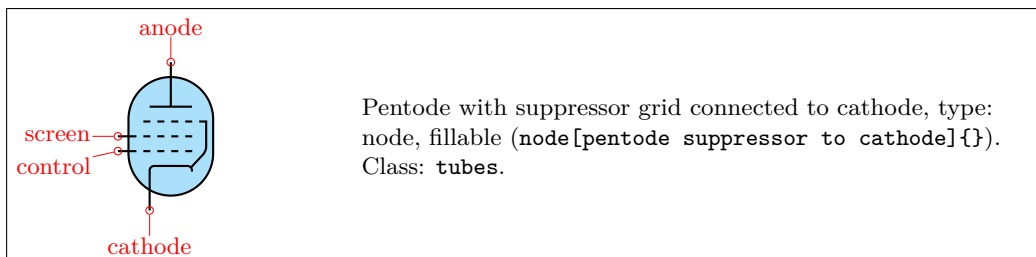 anode
screen
control
cathode
Pentode with suppressor grid connected to cathode, type:
node, fillable (node[pentode suppressor to cathode]{}).
Class: tubes.